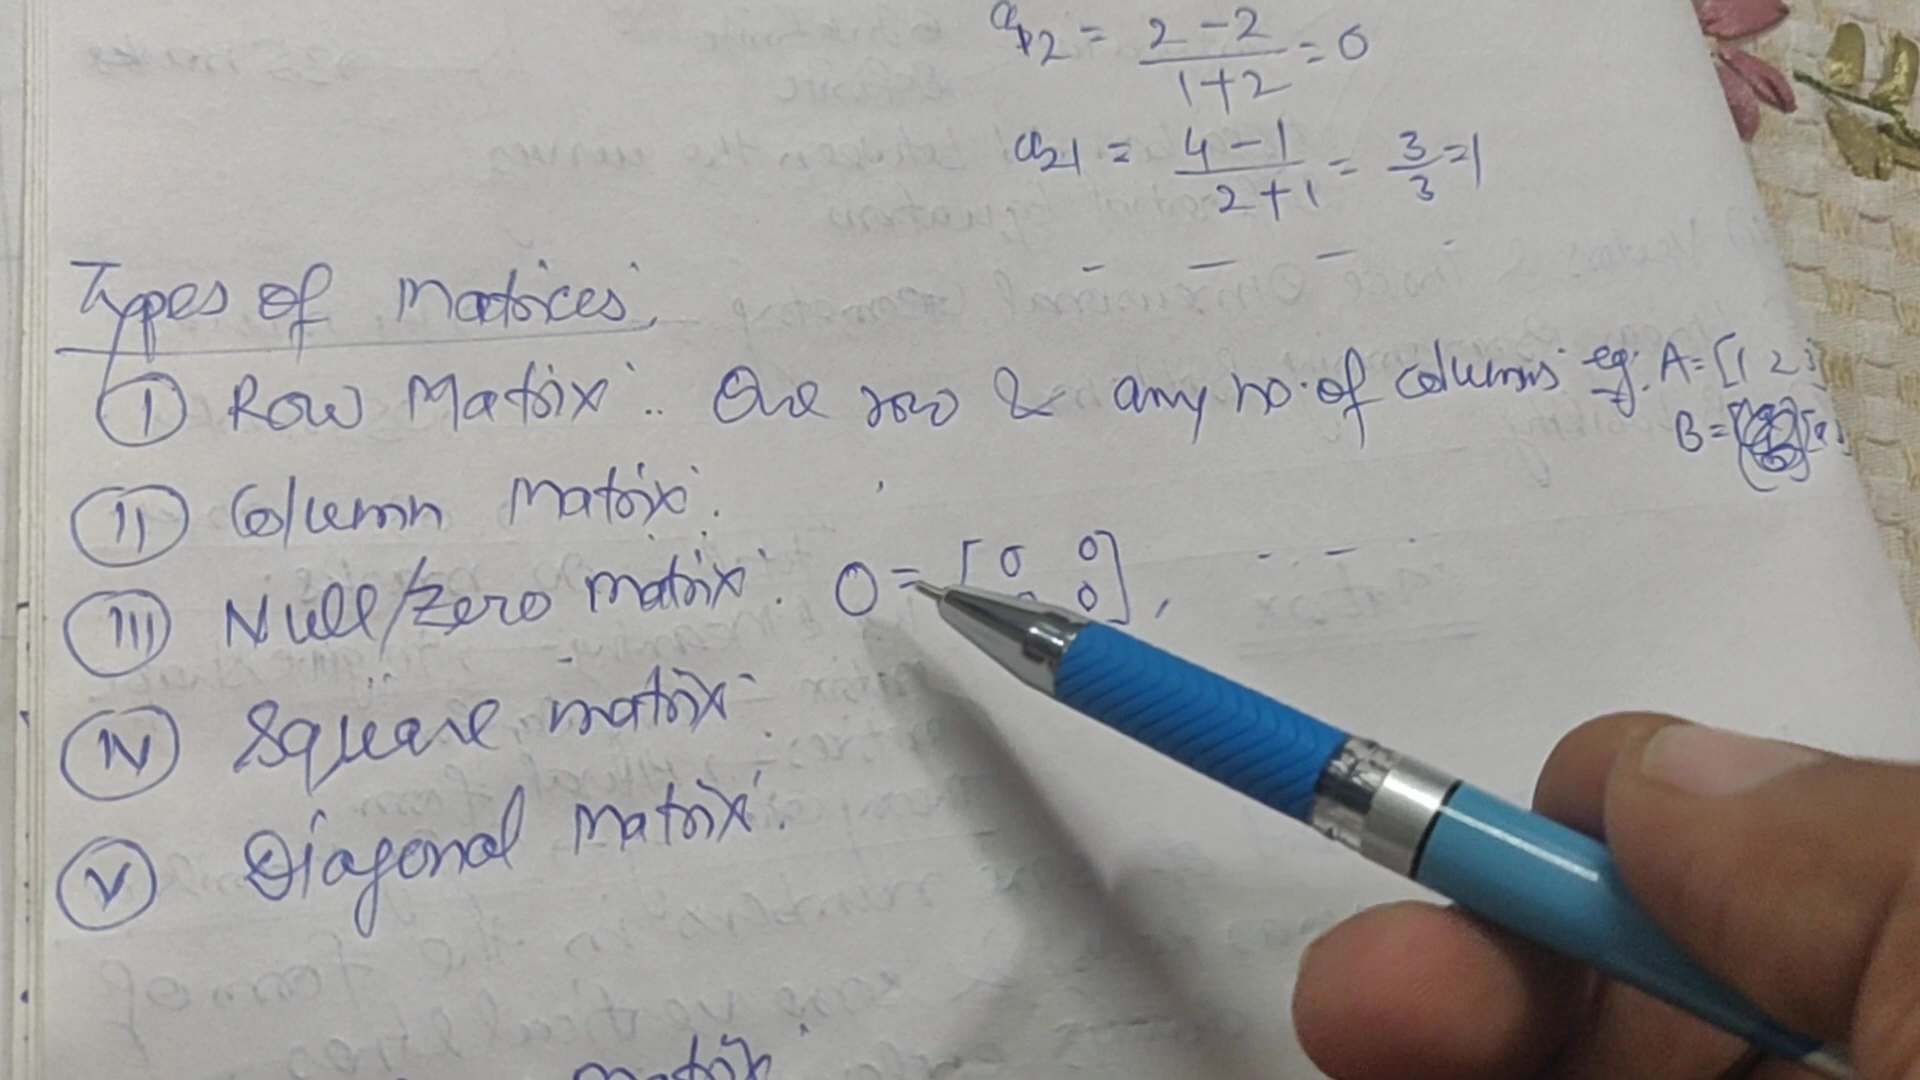 a12 = 2-2/1+2 = 0
a21 = 4-1/2+1 = 3/3 = 1
Types of Matrices,
I Row Matrix: One row & any no. of columns eg: A=[1 2 3]
B=
II Column Matrix:
III Null/Zero matrix: O = [0 0
0],
IV Square matrix:
V Diagonal Matrix:
matrix: